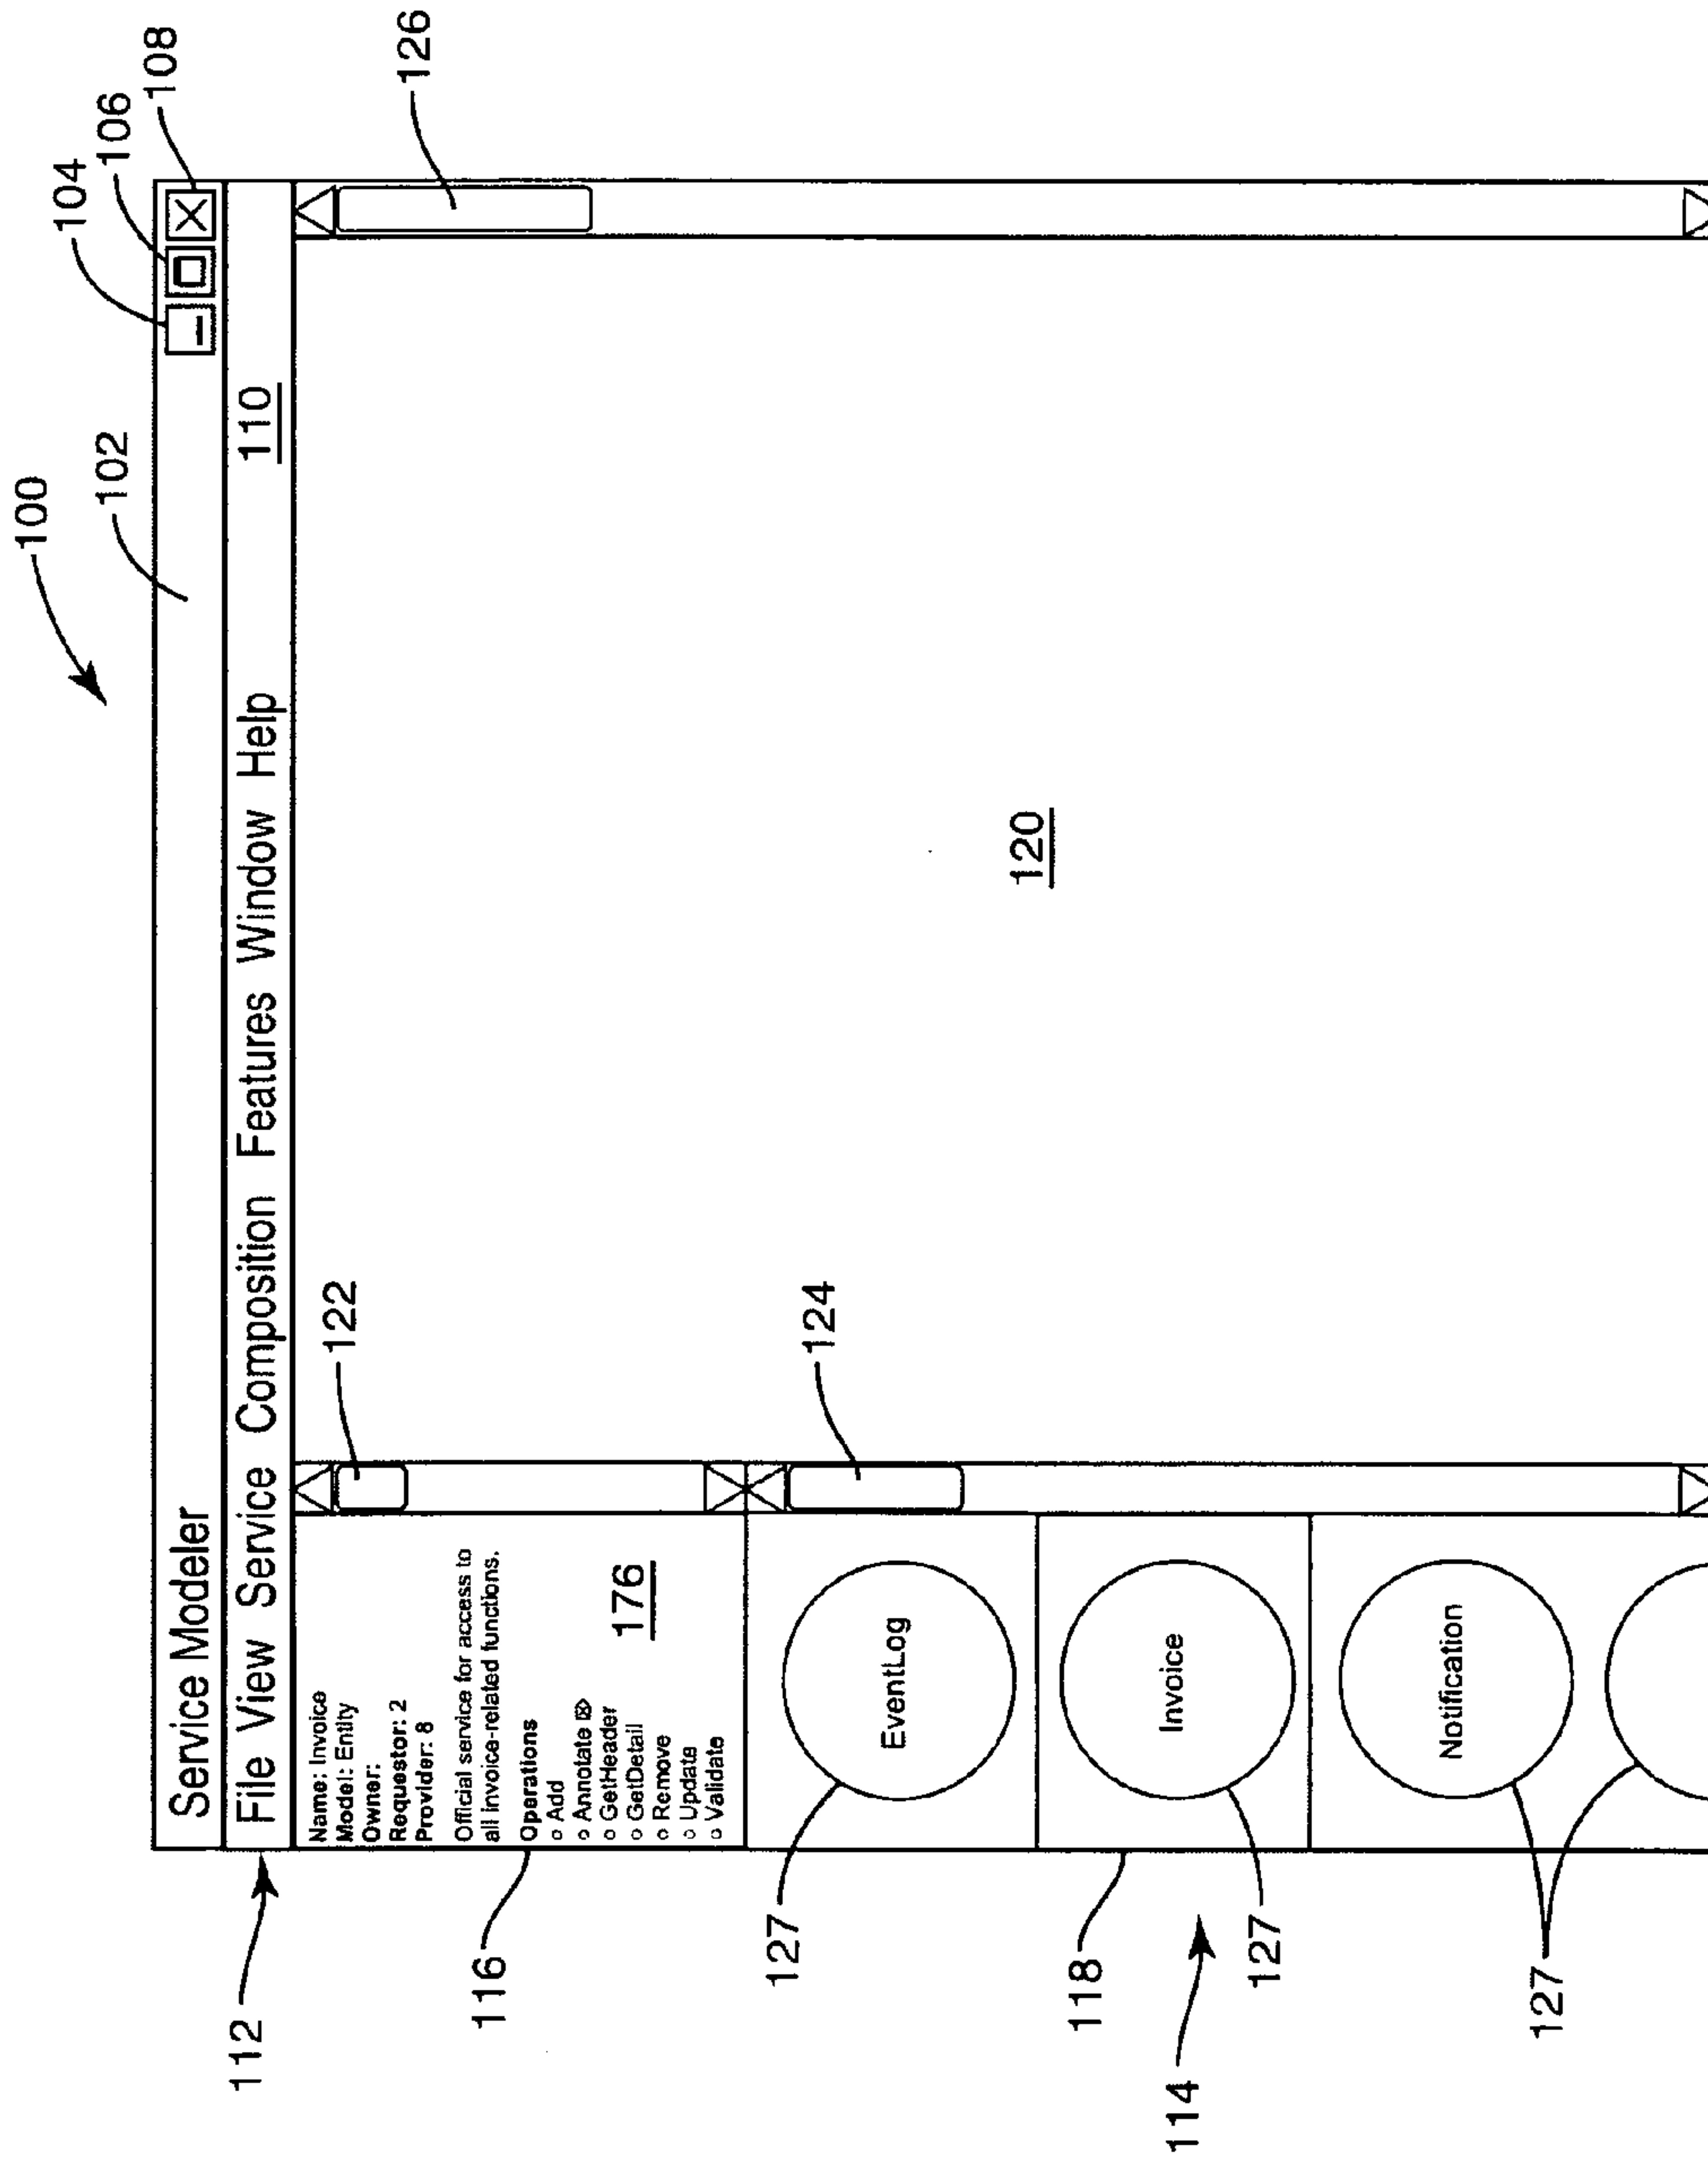 100
102
104
106
108
Service Modeler
112
File View Service Composition Features Window Help
110
126
122
Name: Invoice
Model: Entity
Owner:
Requestor: 2
Provider: 8
Official service for access to
all invoice-related functions.
116
176
Operations
o Add
o Annotate
o GetHeader
o GetDetail
o Remove
o Update
o Validate
124
127
EventLog
120
118
Invoice
114
127
Notification
127